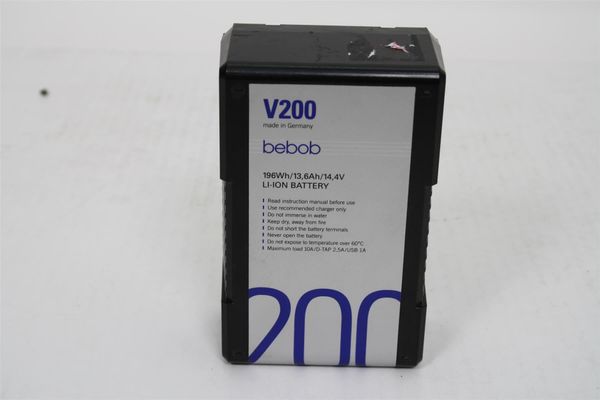 V200
made in Germany
bebob
196Wh/13,6Ah/14,4V
LI-ION BATTERY
Read instruction manual before use
Use recommended charger only
Do not immerse in water
Keep dry, away from fire
Do not short the battery terminals
Never open the battery
Do not expose to temperature over 60°C
Maximum load 10A/D-TAP 2,5A/USB 1A
200